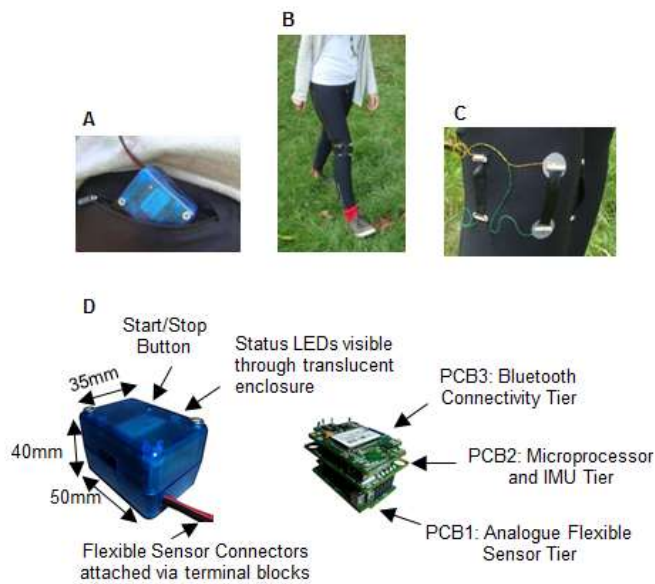 B
A
C
D
Start/Stop
Button
Status LEDs visible
through translucent
enclosure
35mm
40mm
50mm
Flexible Sensor Connectors
attached via terminal blocks
PCB3: Bluetooth
Connectivity Tier
PCB2: Microprocessor
and IMU Tier
PCB1: Analogue Flexible
Sensor Tier